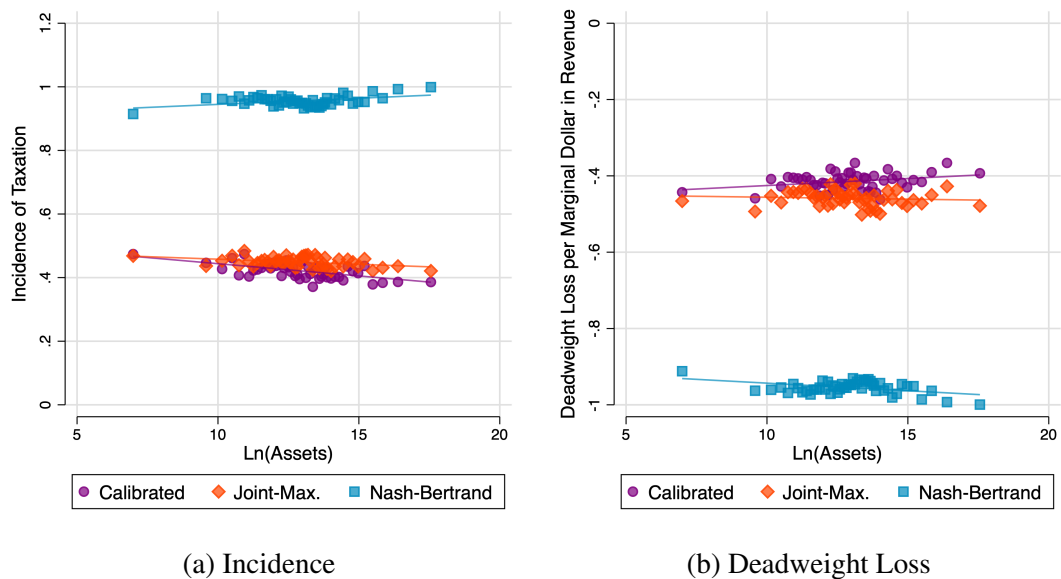 Incidence of Taxation
1.2
1
.8
.6
.4
.2
0
5
10
15
20
Ln(Assets)
Calibrated Joint-Max. Nash-Bertrand
(a) Incidence
Deadweight Loss per Marginal Dollar in Revenue
0
-.2
-.4
-.6
-.8
-1
5
10
15
20
Ln(Assets)
Calibrated Joint-Max. Nash-Bertrand
(b) Deadweight Loss